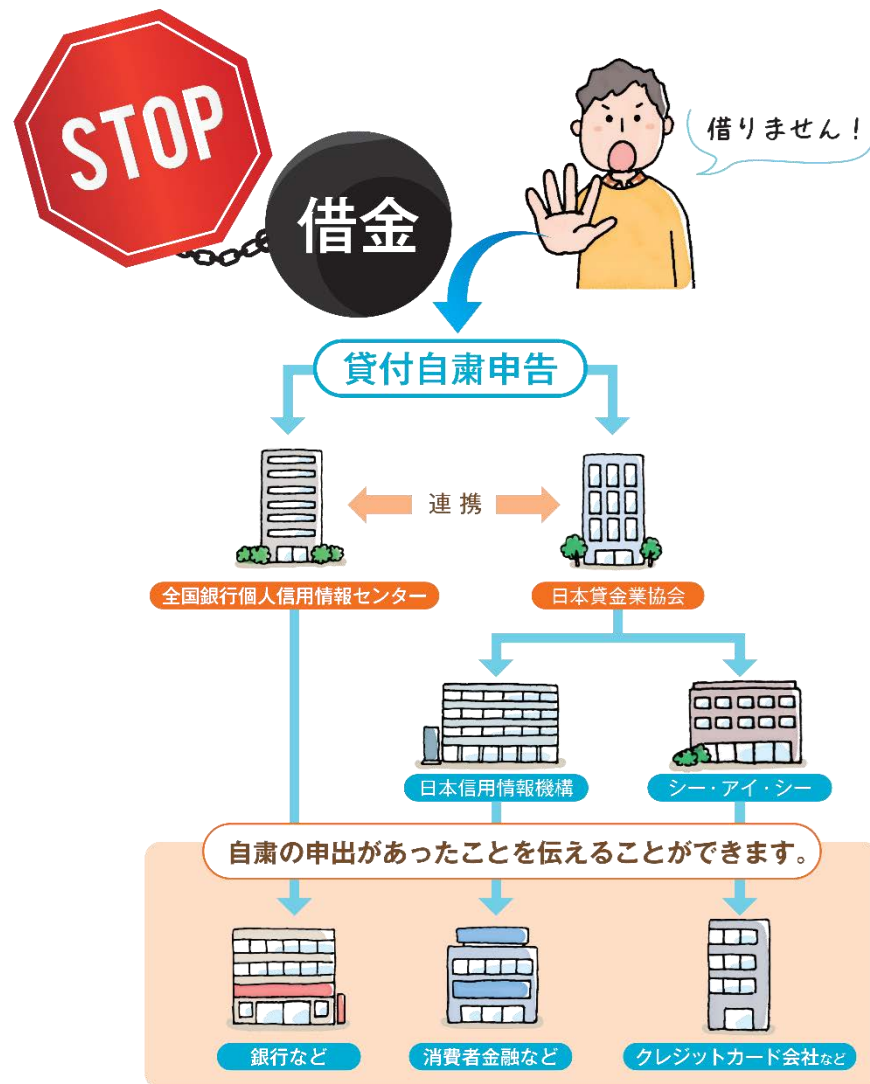 STOP
借金
借りません!
貸付自粛申告
連携
全国銀行個人信用情報センター
日本貸金業協会
日本信用情報機構
シー・アイ・シー
自粛の申出があったことを伝えることができます。
銀行など
消費者金融など
クレジットカード会社など